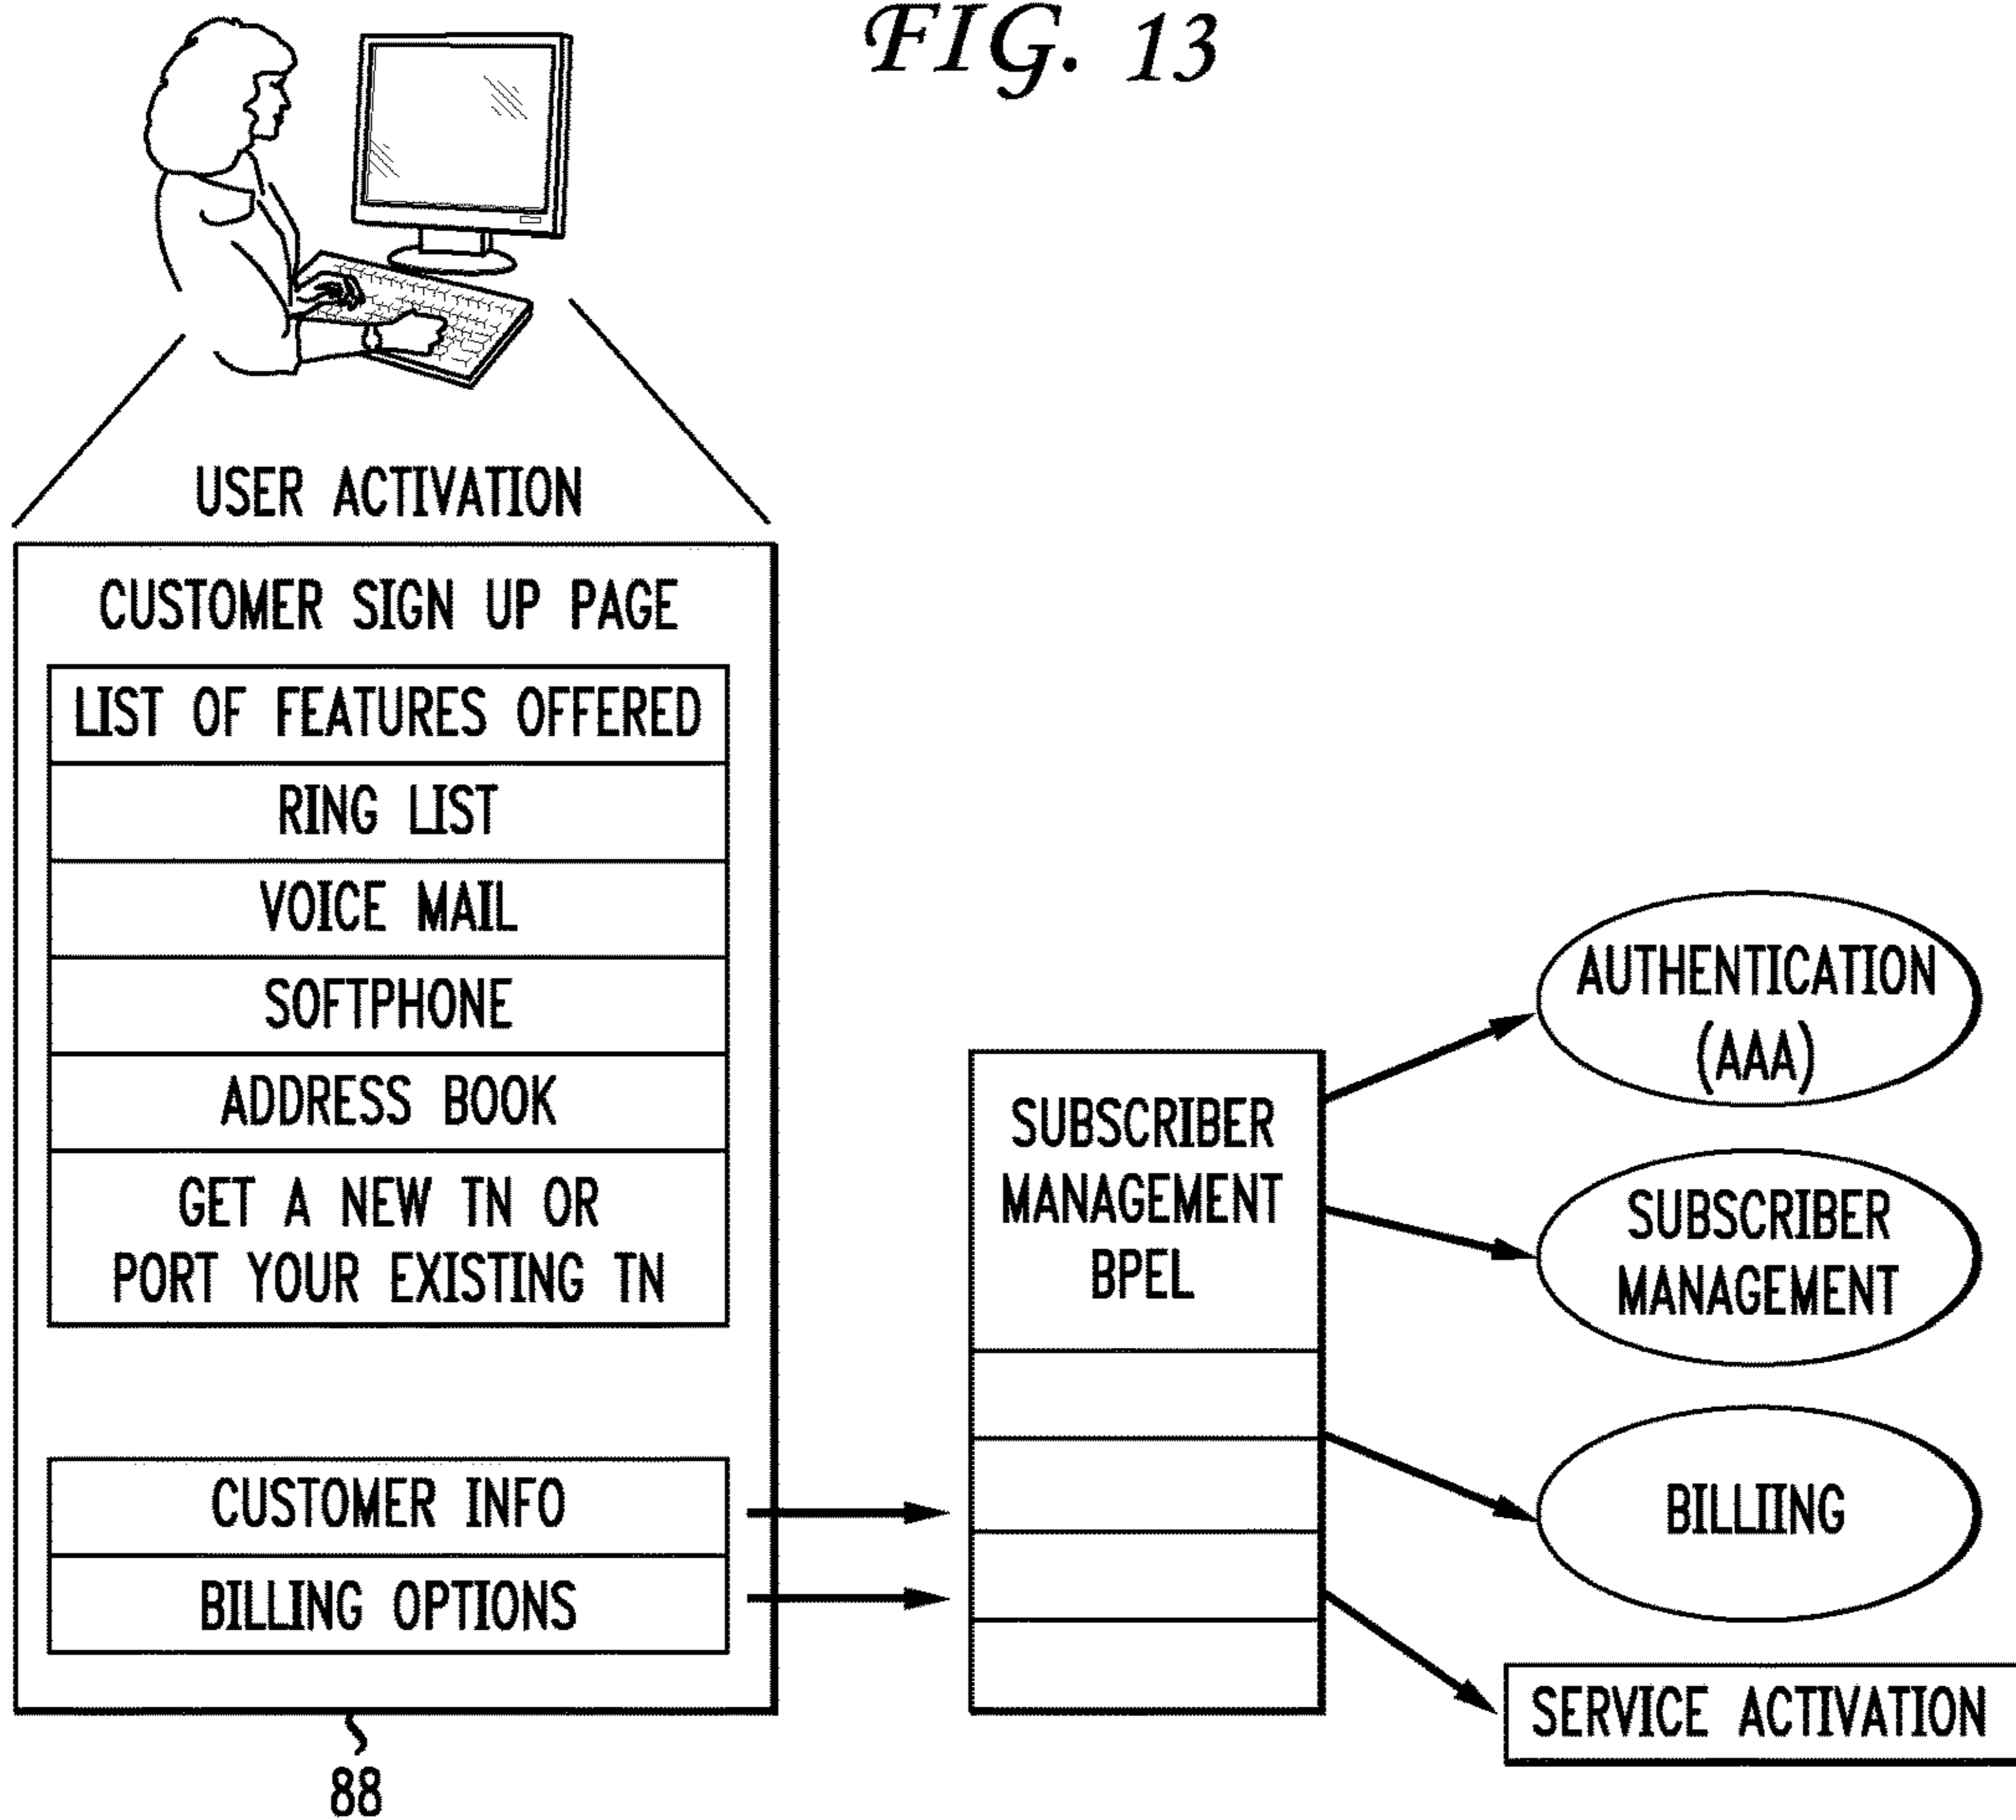 FIG. 13
USER ACTIVATION
CUSTOMER SIGN UP PAGE
LIST OF FEATURES OFFERED
RING LIST
VOICE MAIL
SOFTPHONE
ADDRESS BOOK
GET A NEW TN OR
PORT YOUR EXISTING TN
CUSTOMER INFO
BILLING OPTIONS
88
SUBSCRIBER
MANAGEMENT
BPEL
AUTHENTICATION
(AAA)
SUBSCRIBER
MANAGEMENT
BILLIING
SERVICE ACTIVATION